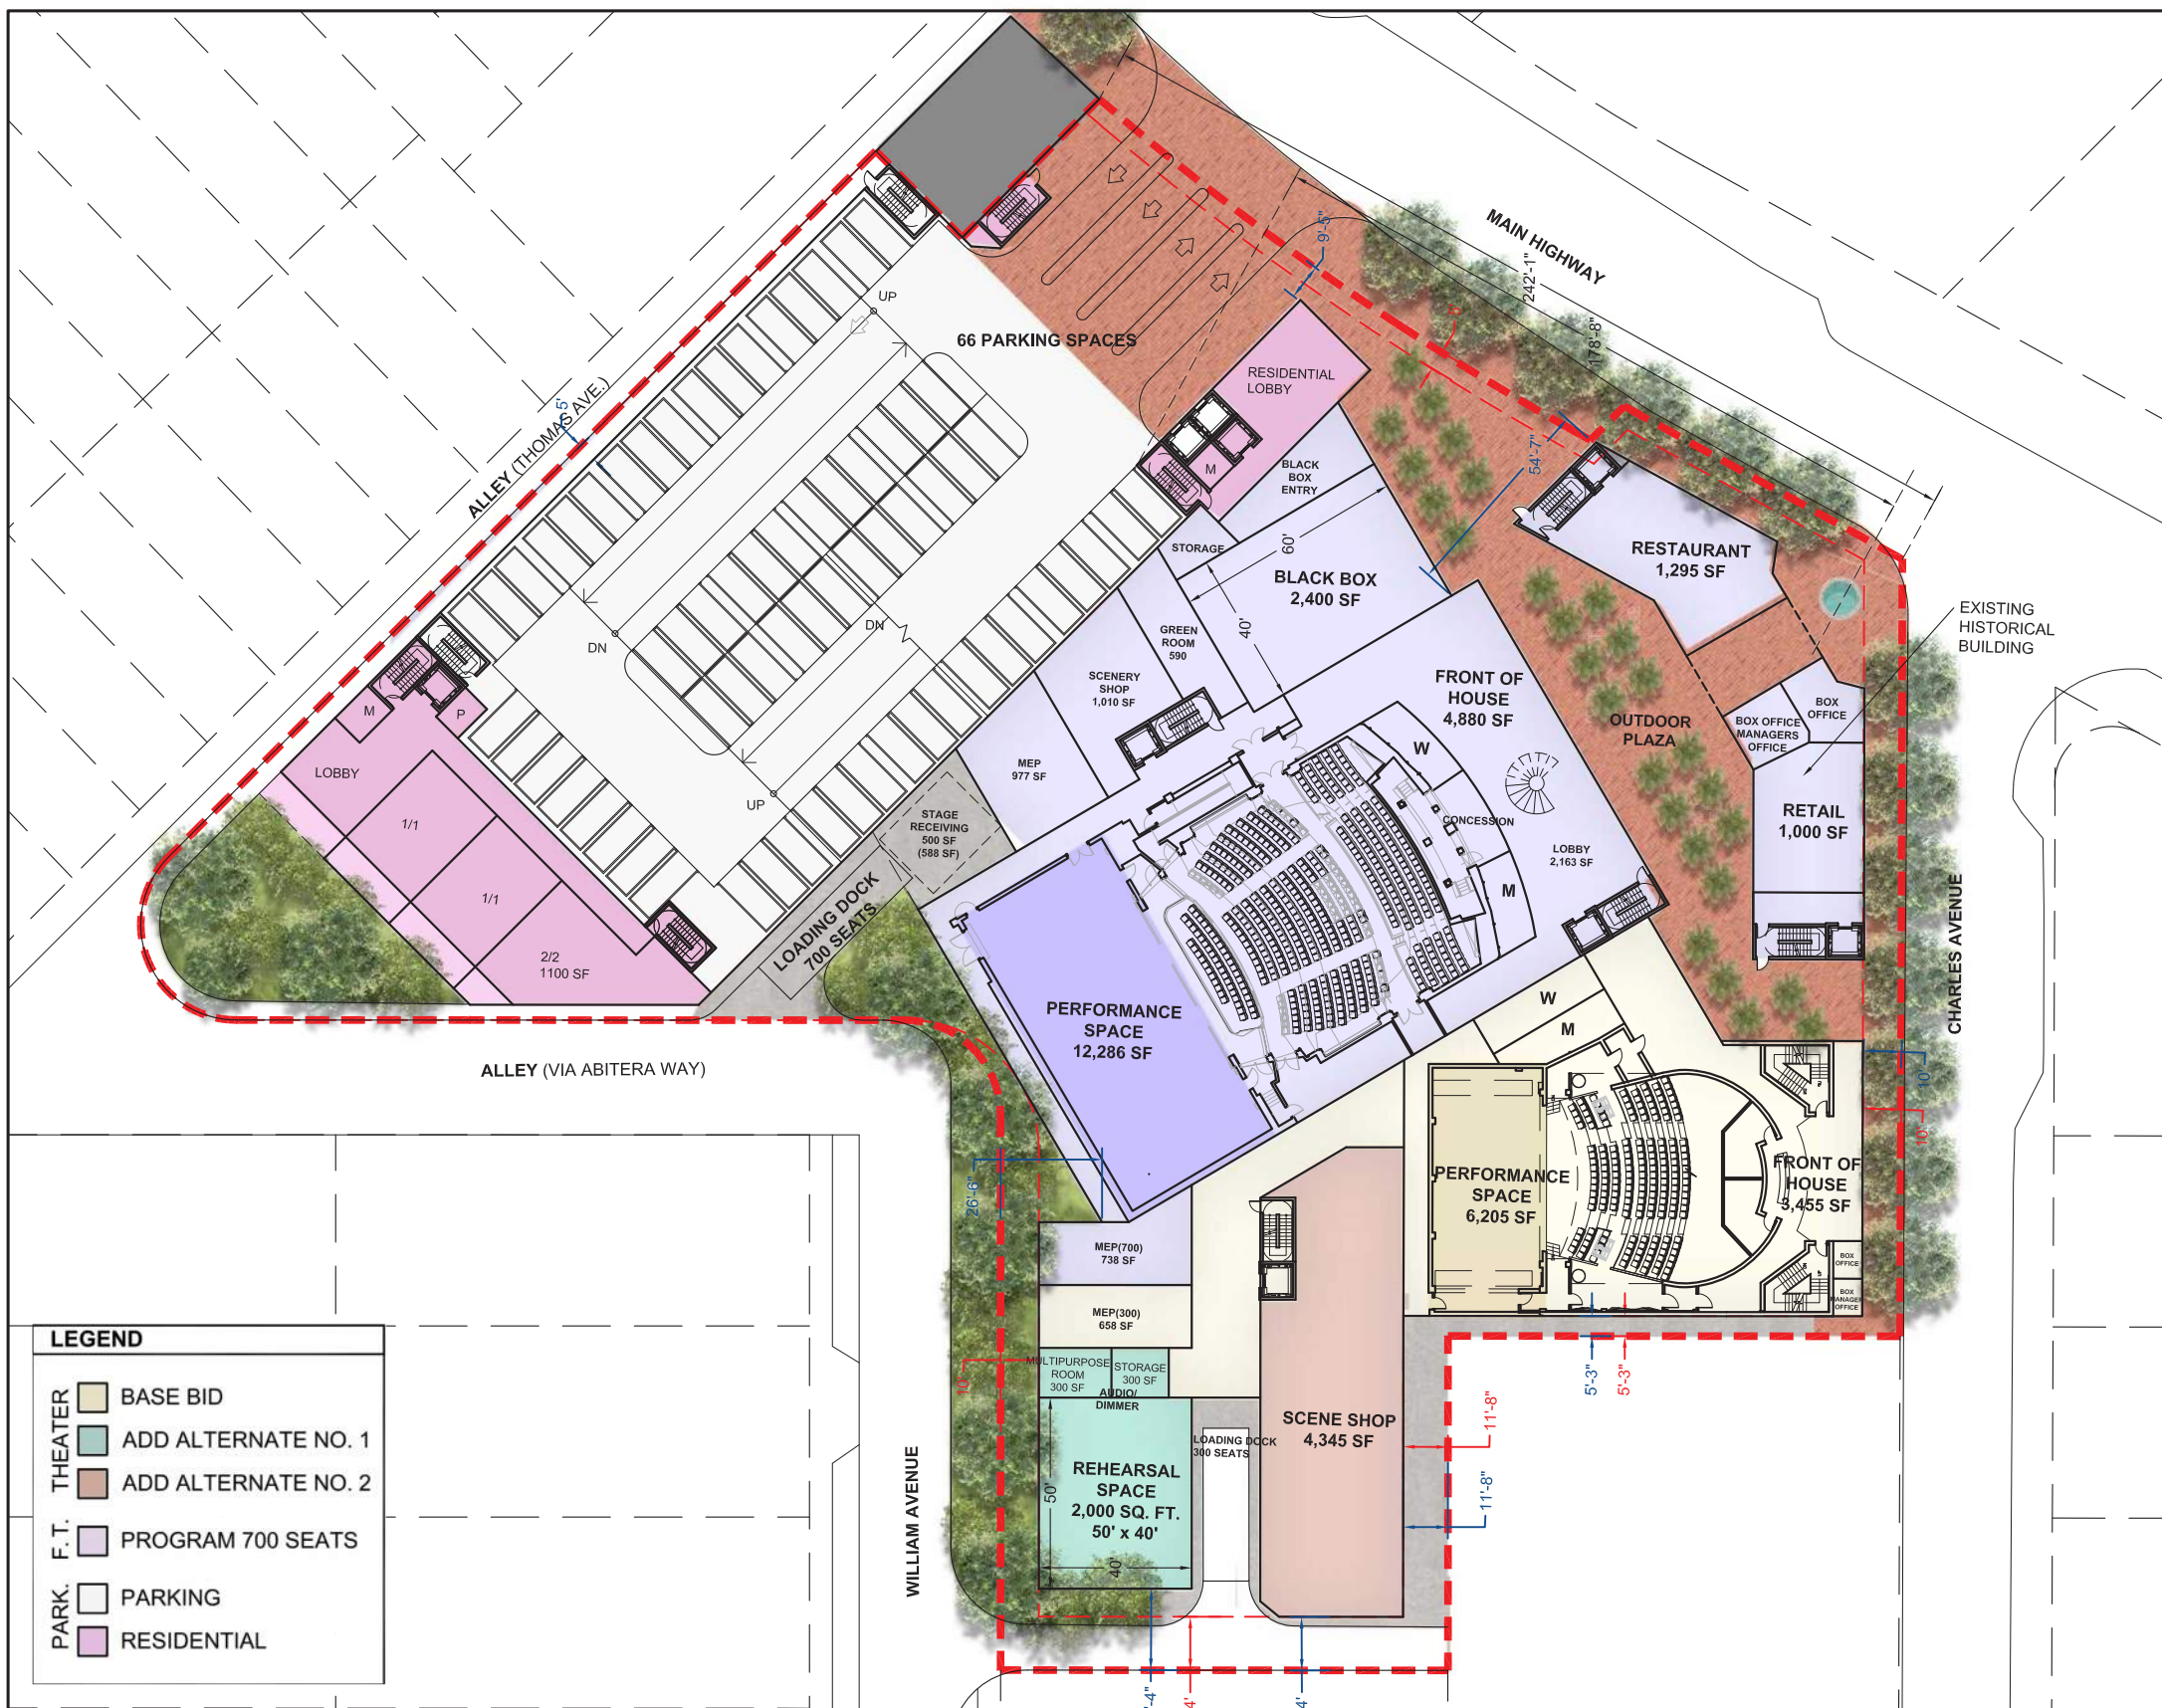 MAIN HIGHWAY
242'-1"
178'-8"
9'-5"
UP
66 PARKING SPACES
ALLEY (THOMAS AVE.)
5'
RESIDENTIAL
LOBBY
M
BLACK
BOX
ENTRY
54'-7"
STORAGE
60'
BLACK BOX
2,400 SF
40'
RESTAURANT
1,295 SF
EXISTING
HISTORICAL
BUILDING
DN
DN
GREEN
ROOM
590
SCENERY
SHOP
1,010 SF
FRONT OF
HOUSE
4,880 SF
OUTDOOR
PLAZA
BOX
OFFICE
BOX OFFICE
MANAGERS
OFFICE
M
P
LOBBY
MEP
977 SF
W
UP
STAGE
RECEIVING
500 SF
(588 SF)
CONCESSION
LOBBY
2,163 SF
RETAIL
1,000 SF
1/1
1/1
M
LOADING DOCK
700 SEATS
2/2
1100 SF
CHARLES AVENUE
PERFORMANCE
SPACE
12,286 SF
W
M
ALLEY (VIA ABITERA WAY)
10'
10'
PERFORMANCE
SPACE
6,205 SF
FRONT OF
HOUSE
3,455 SF
26'-6"
MEP(700)
738 SF
BOX
OFFICE
BOX
MANAGER
OFFICE
MEP(300)
658 SF
LEGEND
THEATER
BASE BID
ADD ALTERNATE NO. 1
ADD ALTERNATE NO. 2
F.T.
PROGRAM 700 SEATS
PARK.
PARKING
RESIDENTIAL
10'
MULTIPURPOSE
ROOM
300 SF
STORAGE
300 SF
AUDIO/
DIMMER
5'-3"
5'-3"
SCENE SHOP
4,345 SF
11'-8"
11'-8"
LOADING DOCK
300 SEATS
REHEARSAL
SPACE
2,000 SQ. FT.
50' x 40'
50'
40'
WILLIAM AVENUE